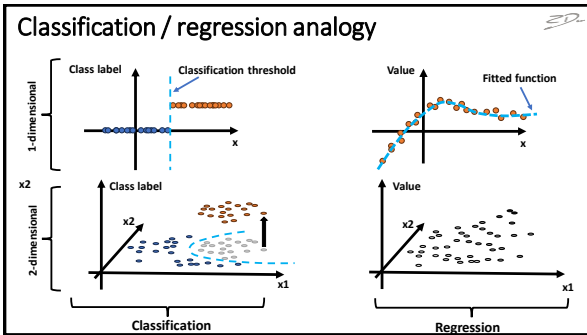 Classification / regression analogy
1-dimensional
Class label
Classification threshold
x
Value
Fitted function
x
x2
2-dimensional
Class label
x2
x1
Value
x2
x1
Classification
Regression